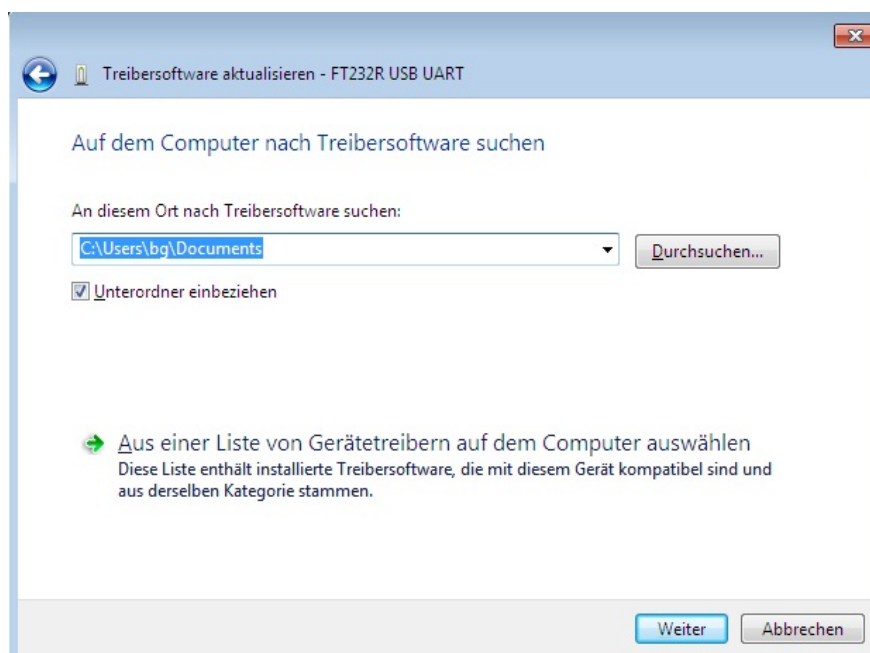 Treibersoftware aktualisieren - FT232R USB UART
Auf dem Computer nach Treibersoftware suchen
An diesem Ort nach Treibersoftware suchen:
C:\Users\bg\Documents
Durchsuchen...
Unterordner einbeziehen
Aus einer Liste von Gerätetreibern auf dem Computer auswählen
Diese Liste enthält installierte Treibersoftware, die mit diesem Gerät kompatibel sind und
aus derselben Kategorie stammen.
Weiter
Abbrechen